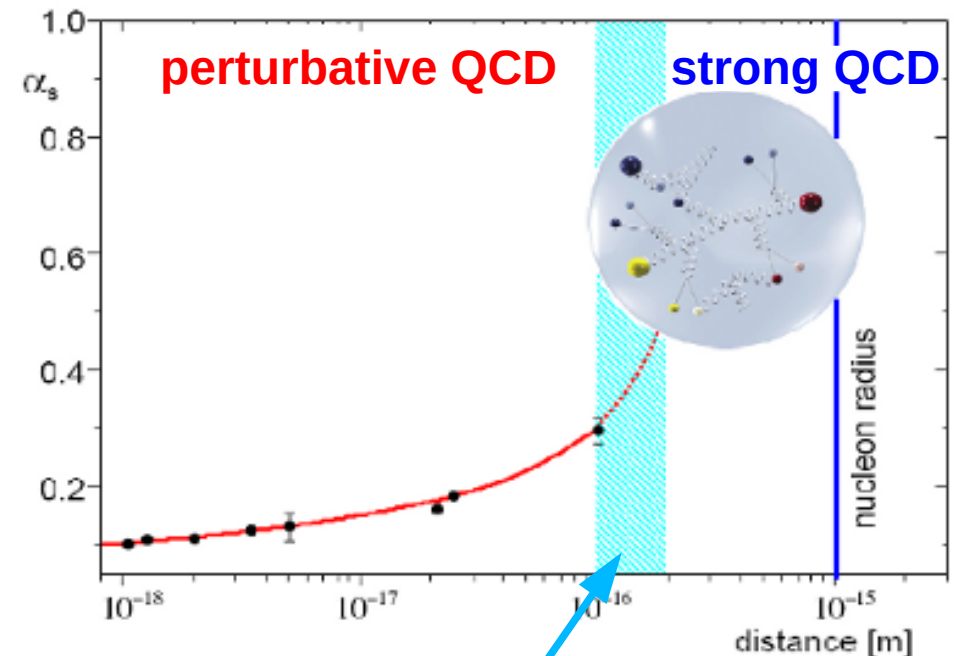 1.0
perturbative QCD
strong QCD
αs
0.8
0.6
0.4
0.2
nucleon radius
10⁻¹⁸
10⁻¹⁷
10⁻¹⁶
10⁻¹⁵
distance [m]